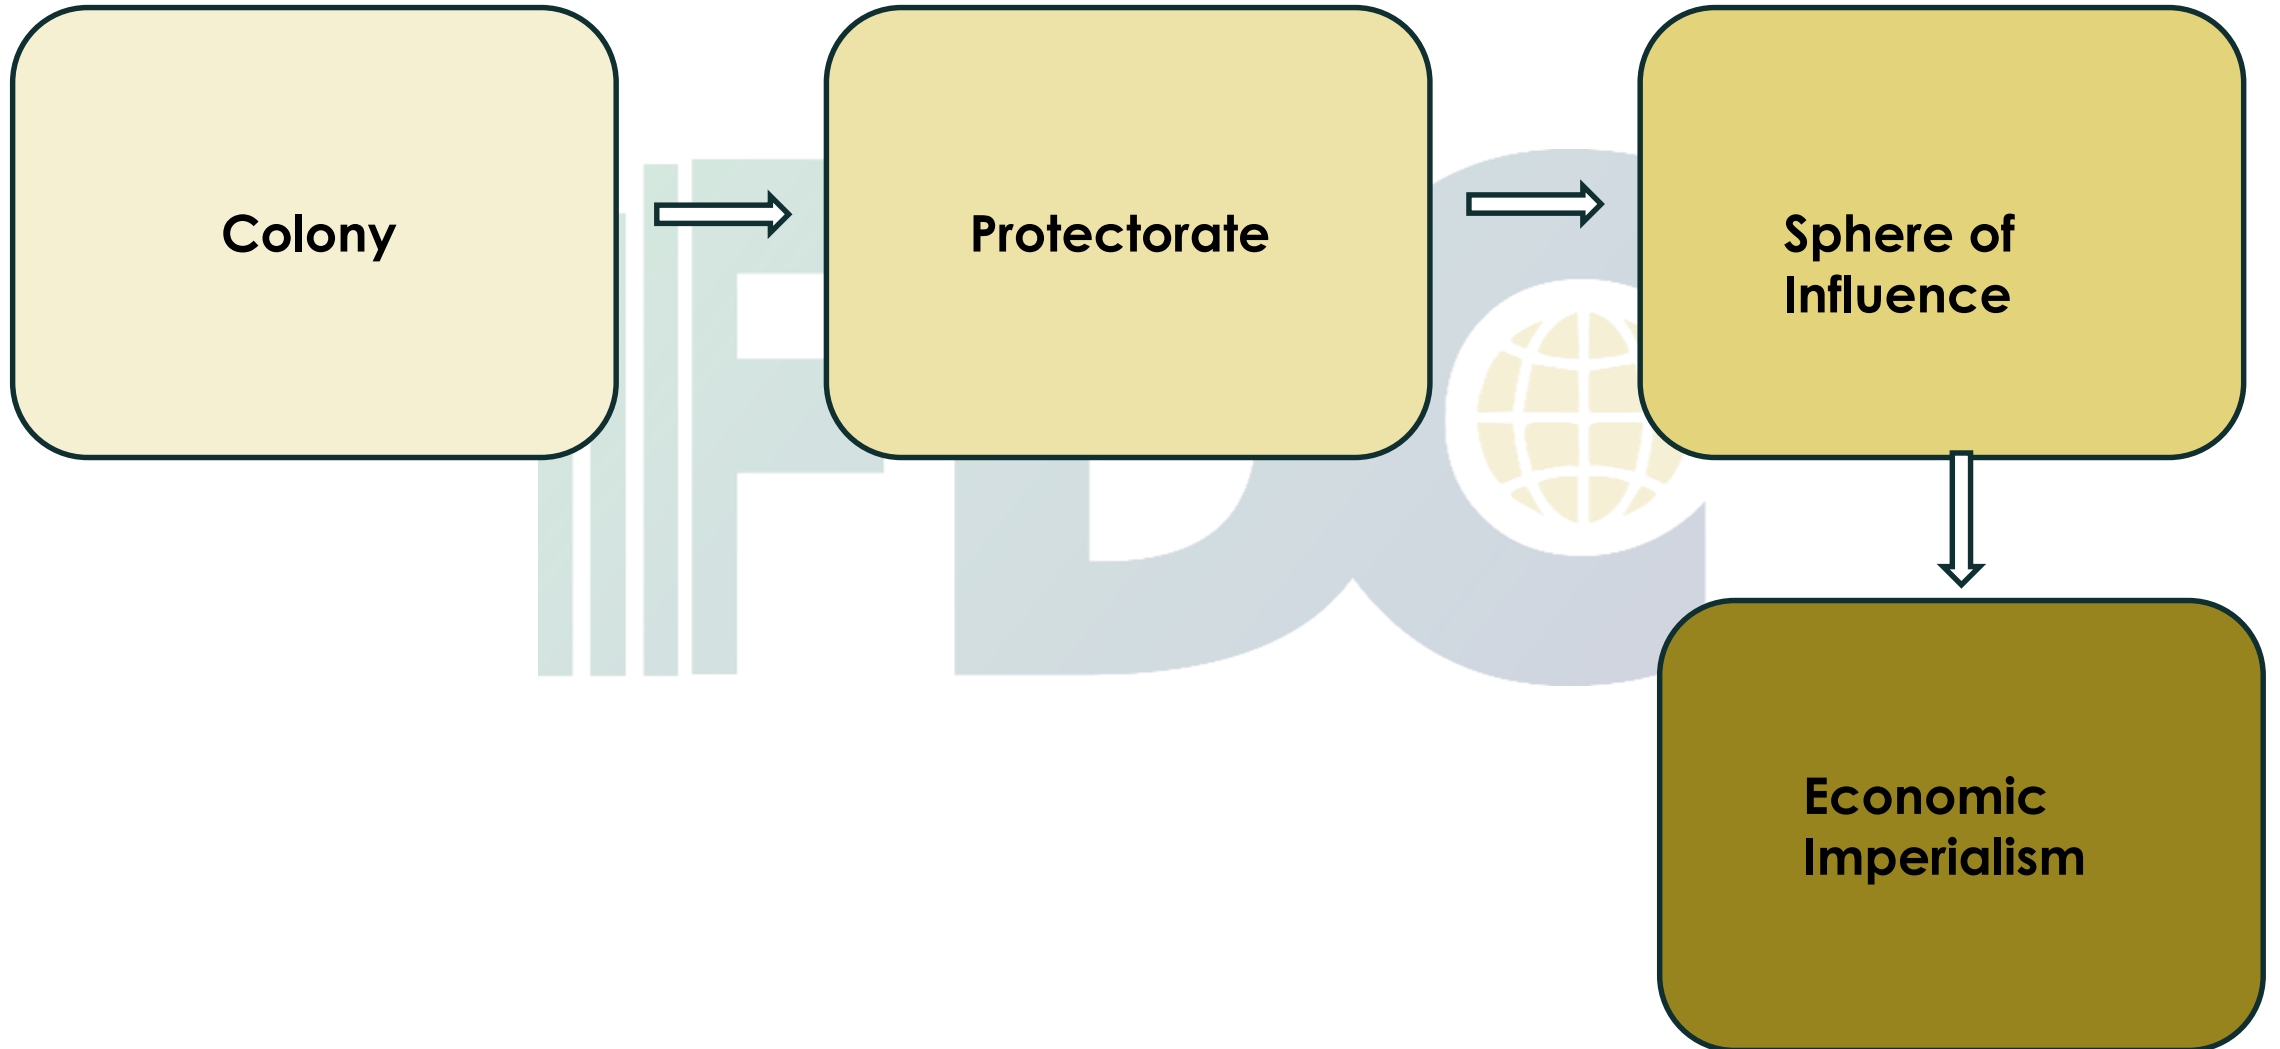 Colony
Protectorate
Sphere of
Influence
Economic
Imperialism